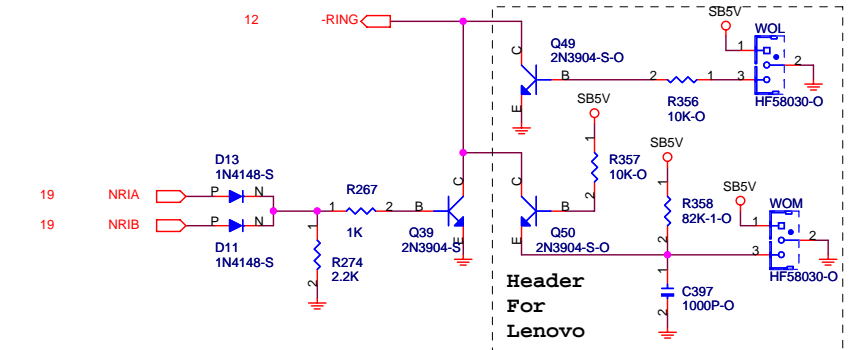 12 -RING
SB5V
WOL
Q49
2N3904-S-O
C
B
E
2
1
R356
10K-O
1
2
3
HF58030-O
SB5V
1
R357
10K-O
2
SB5V
1
R358
82K-1-O
2
SB5V
WOM
1
2
3
HF58030-O
D13
1N4148-S
19 NRIA
P
N
19 NRIB
P
N
D11
1N4148-S
1
R274
2.2K
2
R267
1
2
1K
B
C
E
Q39
2N3904-S
C
B
E
Q50
2N3904-S-O
1
C397
1000P-O
2
Header
For
Lenovo